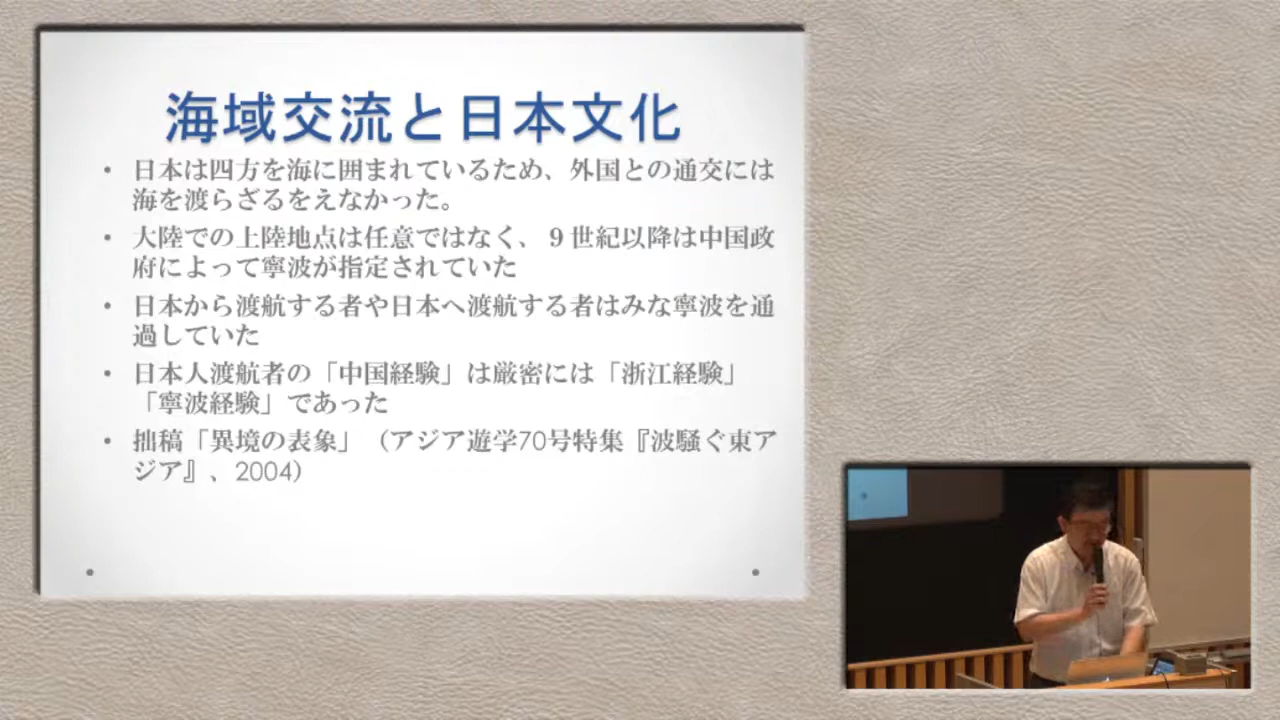 海域交流と日本文化
• 日本は四方を海に囲まれているため、外国との通交には
海を渡らざるをえなかった。
• 大陸での上陸地点は任意ではなく、９世紀以降は中国政
府によって寧波が指定されていた
• 日本から渡航する者や日本へ渡航する者はみな寧波を通
過していた
• 日本人渡航者の「中国経験」は厳密には「浙江経験」
「寧波経験」であった
• 拙稿「異境の表象」（アジア遊学70号特集『波騒ぐ東ア
ジア』、2004）